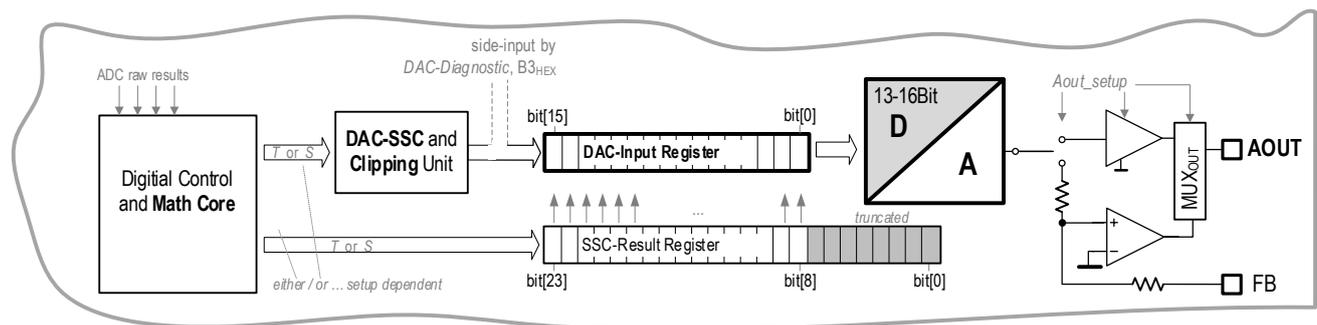 side-input by
DAC-Diagnostic, B3HEX
ADC raw results
Aout_setup
13-16Bit
D
A
bit[15]
bit[0]
T or S
DAC-SSC and
Clipping Unit
DAC-Input Register
AOUT
MUXOUT
Digitial Control
and Math Core
...
truncated
+
−
T or S
SSC-Result Register
either / or ... setup dependent
bit[23]
bit[8]
bit[0]
FB